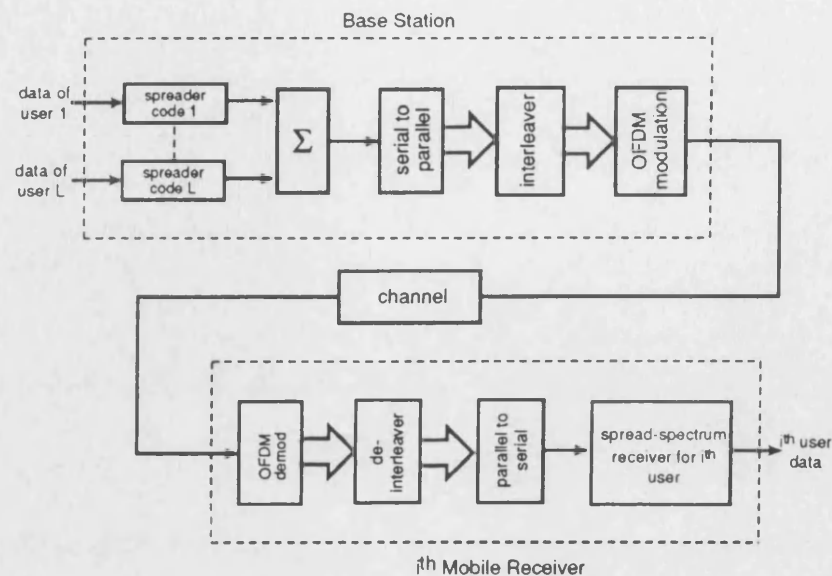 Base Station
data of
user 1
spreader
code 1
data of
user L
spreader
code L
Σ
serial to
parallel
interleaver
OFDM
modulation
channel
OFDM
demod
de-
interleaver
parallel to
serial
spread-spectrum
receiver for ith
user
ith user
data
ith Mobile Receiver